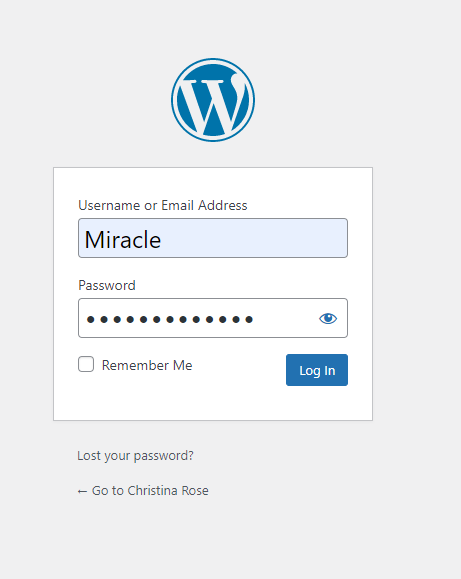 Username or Email Address
Miracle
Password
•••••••••••••
Remember Me
Log In
Lost your password?
← Go to Christina Rose